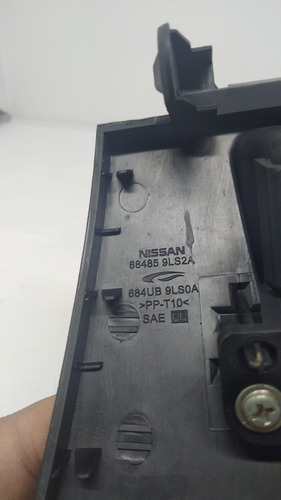 NISSAN
68485 9LS2A
684UB 9LS0A
>PP-T10<
SAE